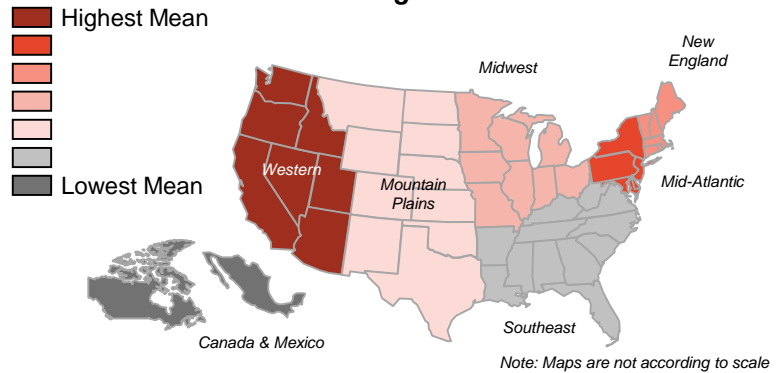 Highest Mean
New
England
Midwest
Western
Mountain
Plains
Mid-Atlantic
Lowest Mean
Southeast
Canada & Mexico
Note: Maps are not according to scale